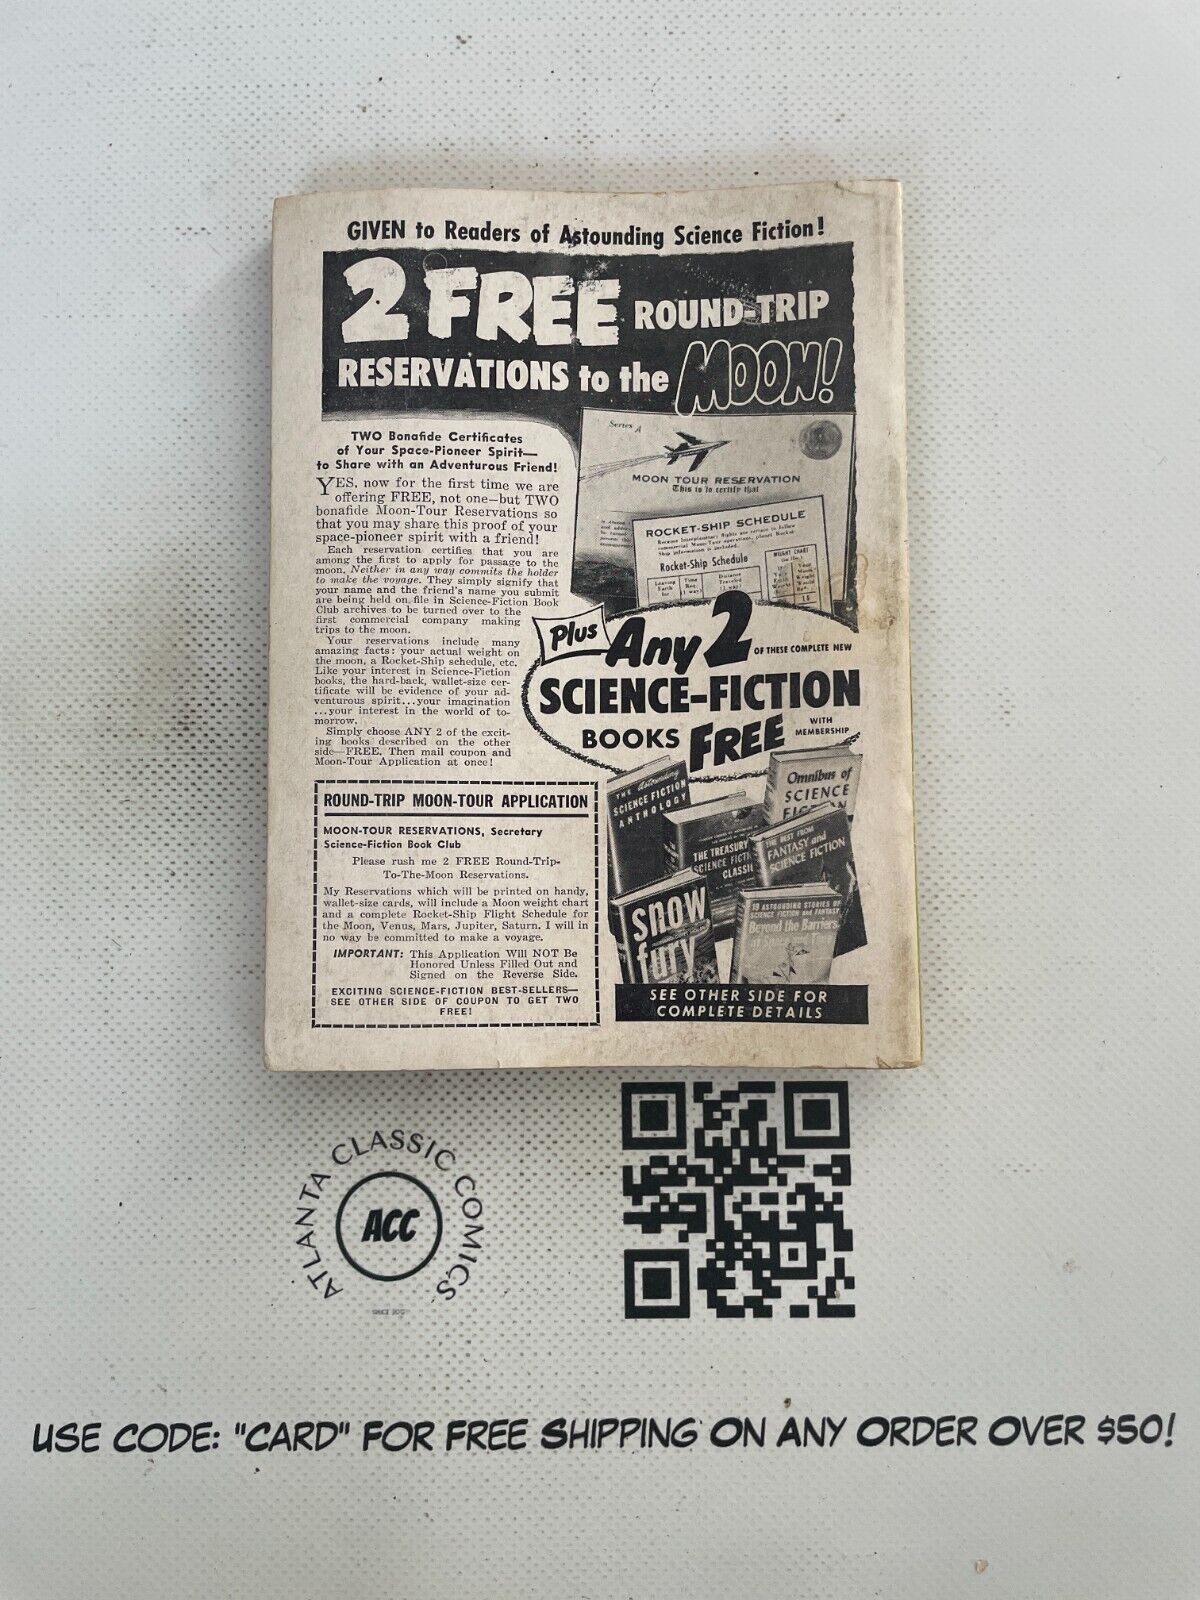 GIVEN to Readers of Astounding Science Fiction!
2 FREE ROUND-TRIP
RESERVATIONS to the MOON!
TWO Bonafide Certificates
of Your Space-Pioneer Spirit—
to Share with an Adventurous Friend!
YES, now for the first time we are
offering FREE, not one—but TWO
bonafide Moon-Tour Reservations so
that you may share this proof of your
space-pioneer spirit with a friend!
Each reservation certifies that you are
among the first to apply for passage to the
moon. Neither in any way commits the holder
to make the voyage. They simply signify that
your name and the friend's name you submit
are being held on file in Science-Fiction Book
Club archives to be turned over to the
first commercial company making
trips to the moon.
Your reservations include many
amazing facts: your actual weight on
the moon, a Rocket-Ship schedule, etc.
Like your interest in Science-Fiction
books, the hard-back, wallet-size cer-
tificate will be evidence of your ad-
venturous spirit...your imagination
...your interest in the world of to-
morrow.
Simply choose ANY 2 of the excit-
ing books described on the other
side—FREE. Then mail coupon and
Moon-Tour Application at once!
Series A
MOON TOUR RESERVATION
This is to certify that
ROCKET-SHIP SCHEDULE
Rocket-Ship Schedule
WEIGHT CHART
Plus Any 2 OF THESE COMPLETE NEW
SCIENCE-FICTION
BOOKS FREE WITH
MEMBERSHIP
THE Astounding
SCIENCE FICTION
ANTHOLOGY
Omnibus of
SCIENCE
FICTION
THE TREASURY
SCIENCE FICTION
CLASSICS
THE BEST FROM
FANTASY and
SCIENCE FICTION
snow
fury
19 ASTOUNDING STORIES OF
SCIENCE FICTION and FANTASY
Beyond the Barriers
of Space and Time
SEE OTHER SIDE FOR
COMPLETE DETAILS
ROUND-TRIP MOON-TOUR APPLICATION
MOON-TOUR RESERVATIONS, Secretary
Science-Fiction Book Club
Please rush me 2 FREE Round-Trip-
To-The-Moon Reservations.
My Reservations which will be printed on handy,
wallet-size cards, will include a Moon weight chart
and a complete Rocket-Ship Flight Schedule for
the Moon, Venus, Mars, Jupiter, Saturn. I will in
no way be committed to make a voyage.
IMPORTANT: This Application Will NOT Be
Honored Unless Filled Out and
Signed on the Reverse Side.
EXCITING SCIENCE-FICTION BEST-SELLERS—
SEE OTHER SIDE OF COUPON TO GET TWO
FREE!
ATLANTA CLASSIC COMICS
ACC
USE CODE: "CARD" FOR FREE SHIPPING ON ANY ORDER OVER $50!